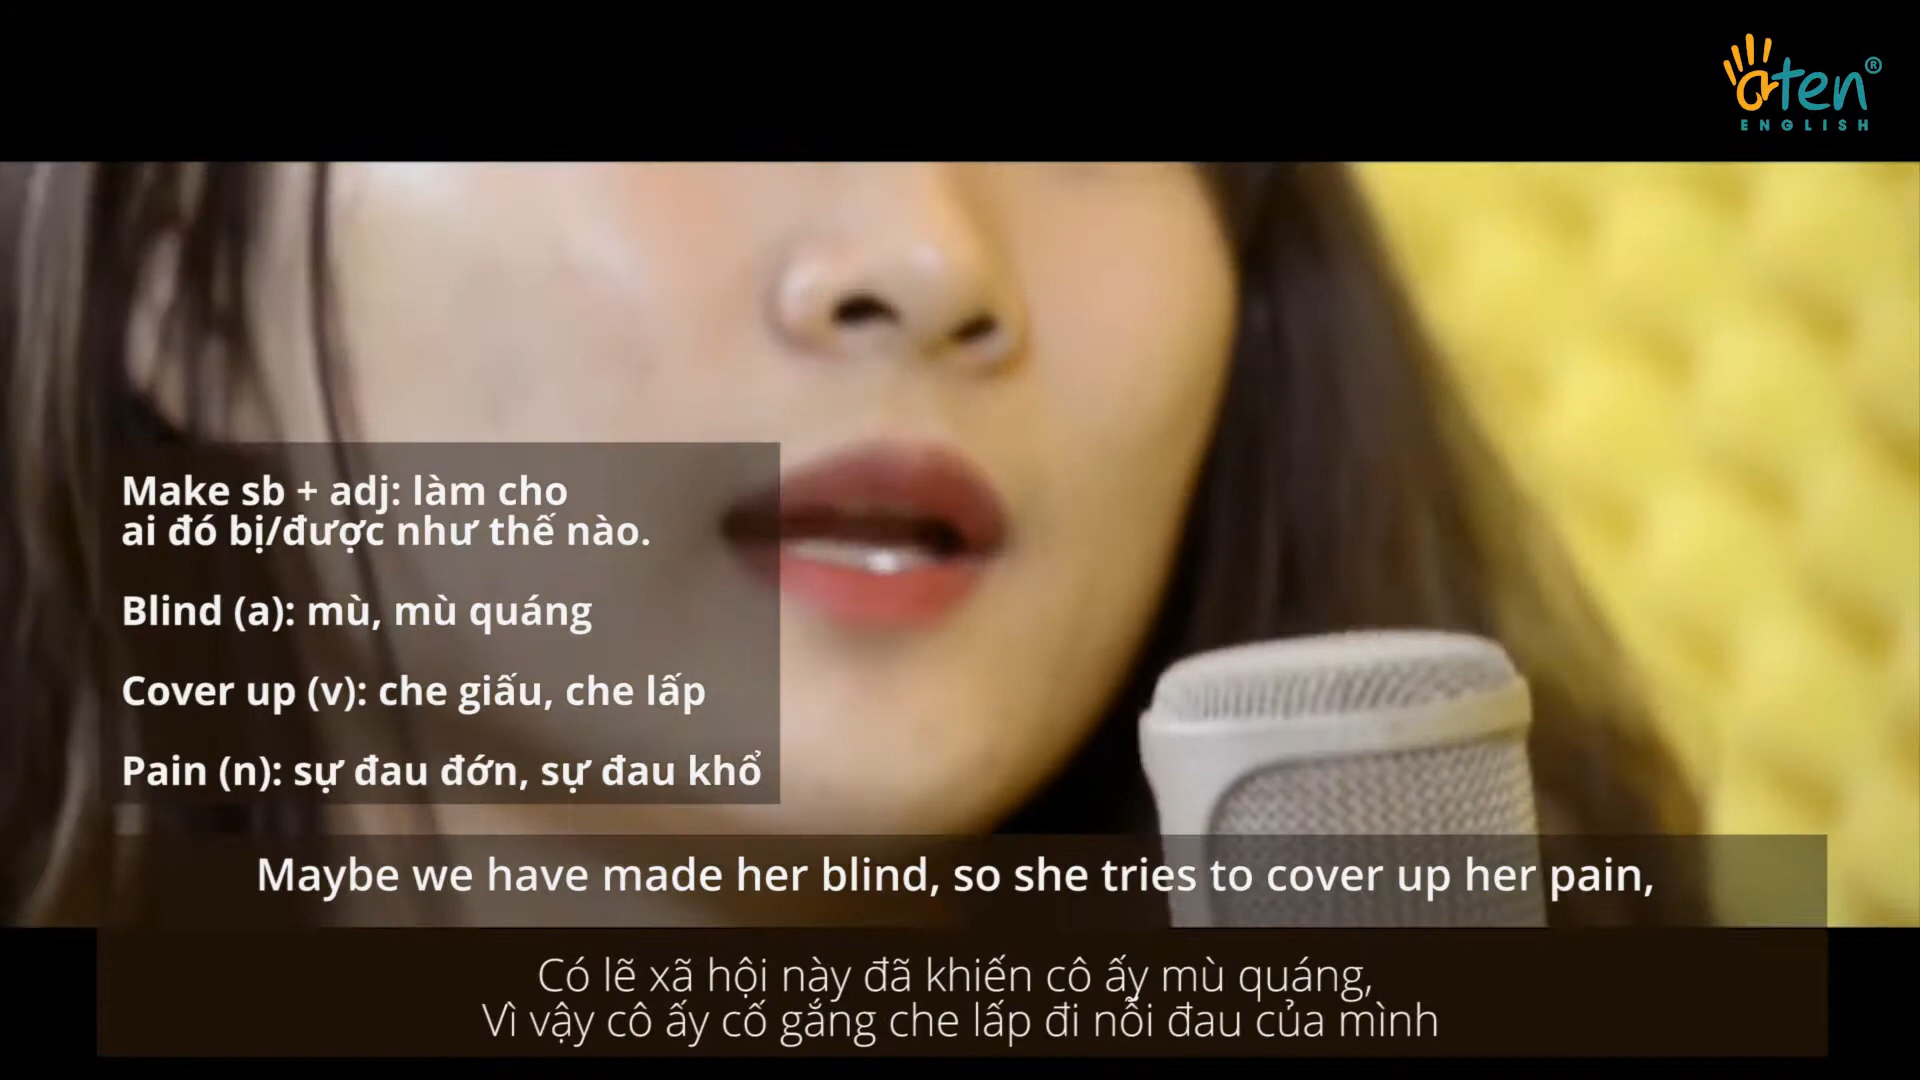 aten®
ENGLISH
Make sb + adj: làm cho
ai đó bị/được như thế nào.
Blind (a): mù, mù quáng
Cover up (v): che giấu, che lấp
Pain (n): sự đau đớn, sự đau khổ
Maybe we have made her blind, so she tries to cover up her pain,
Có lẽ xã hội này đã khiến cô ấy mù quáng,
Vì vậy cô ấy cố gắng che lấp đi nỗi đau của mình